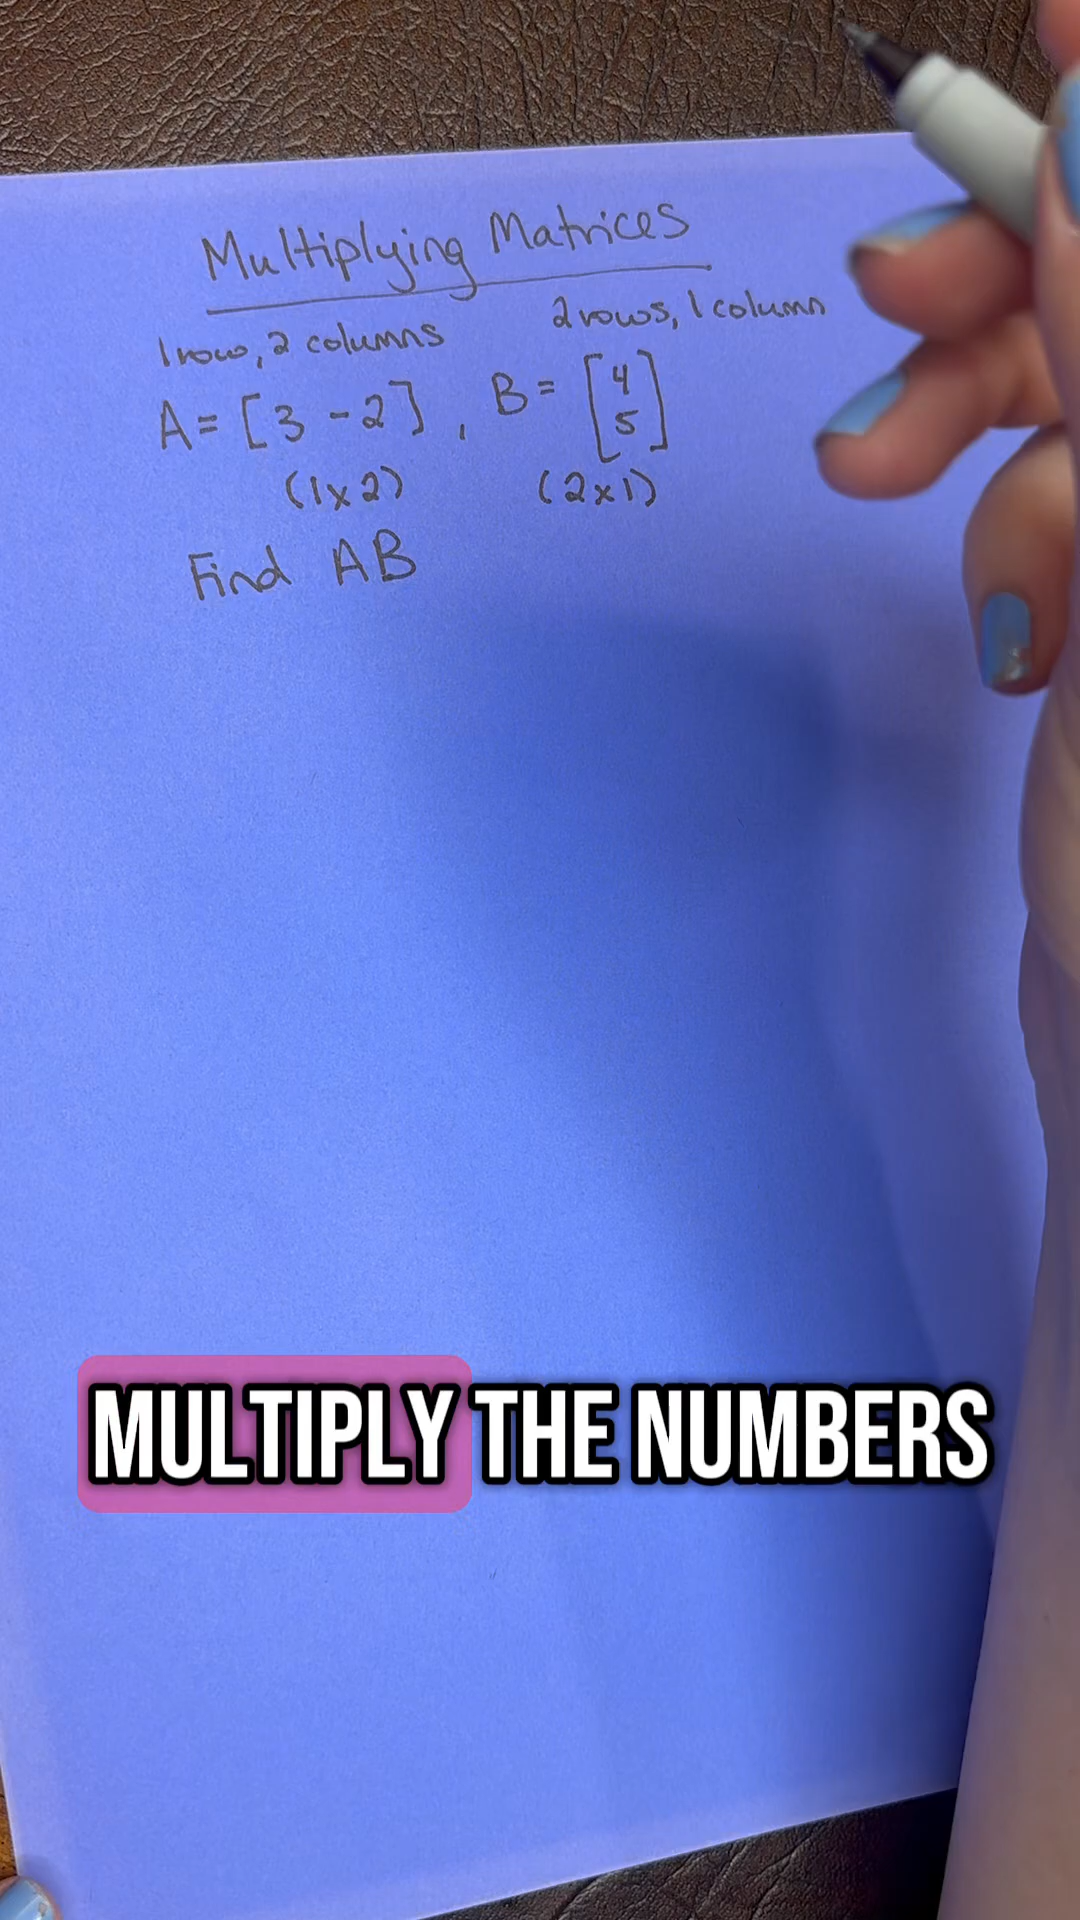 Multiplying Matrices
1 row, 2 columns
2 rows, 1 column
A = [3 -2] , B = [4
5]
(1x2) (2x1)
Find AB
MULTIPLY THE NUMBERS